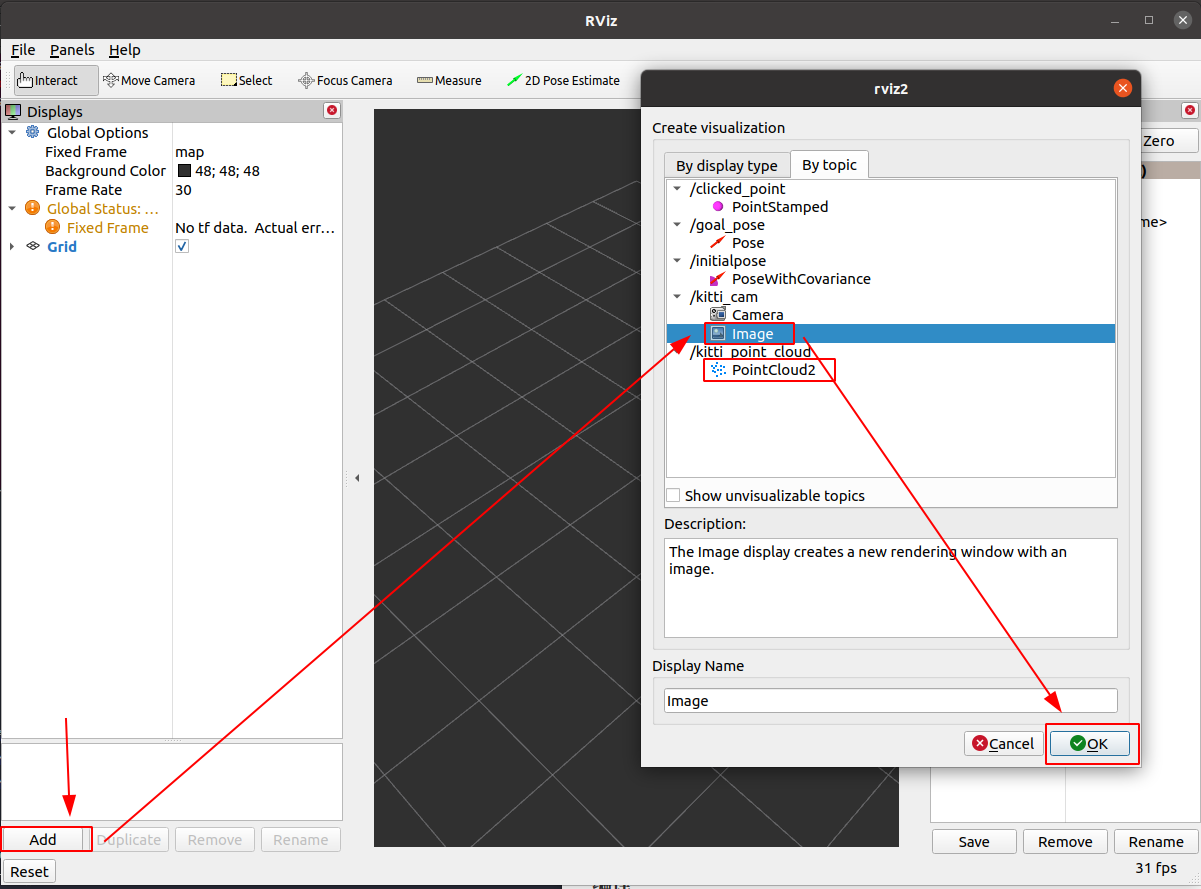 RViz
File Panels Help
Interact Move Camera Select Focus Camera Measure 2D Pose Estimate
Displays
Global Options
Fixed Frame map
Background Color 48; 48; 48
Frame Rate 30
Global Status: ...
Fixed Frame No tf data. Actual err...
Grid
Add Duplicate Remove Rename
Reset
rviz2
Create visualization
By display type By topic
/clicked_point
PointStamped
/goal_pose
Pose
/initialpose
PoseWithCovariance
/kitti_cam
Camera
Image
/kitti_point_cloud
PointCloud2
Show unvisualizable topics
Description:
The Image display creates a new rendering window with an
image.
Display Name
Image
Cancel OK
Zero
)
me>
Save Remove Rename
31 fps